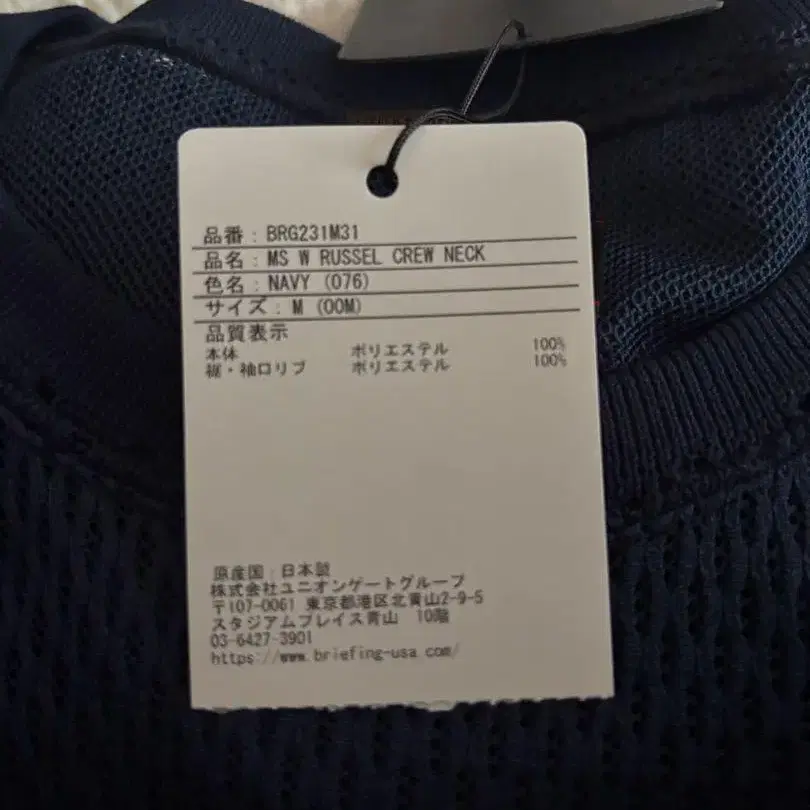 品番：BRG231M31
品名：MS W RUSSEL CREW NECK
色名：NAVY (076)
サイズ：M (00M)
品質表示
本体 ポリエステル 100%
裾・袖口リブ ポリエステル 100%
原産国：日本製
株式会社ユニオンゲートグループ
〒107-0061 東京都港区北青山2-9-5
スタジアムプレイス青山 10階
03-6427-3901
https://www.briefing-usa.com/